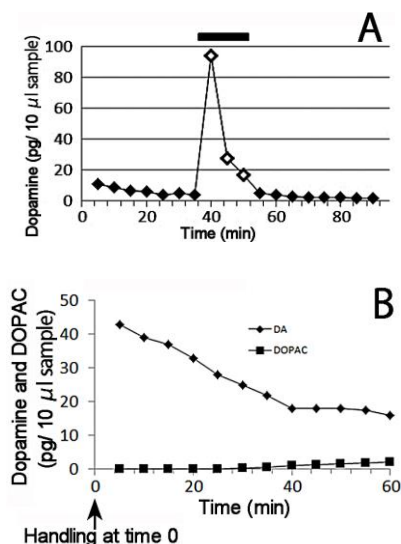 A
Dopamine (pg/ 10 μl sample)
100
80
60
40
20
0
0 20 40 60 80
Time (min)
B
Dopamine and DOPAC
(pg/ 10 μl sample)
50
40
30
20
10
0
DA
DOPAC
0 20 40 60
Time (min)
Handling at time 0